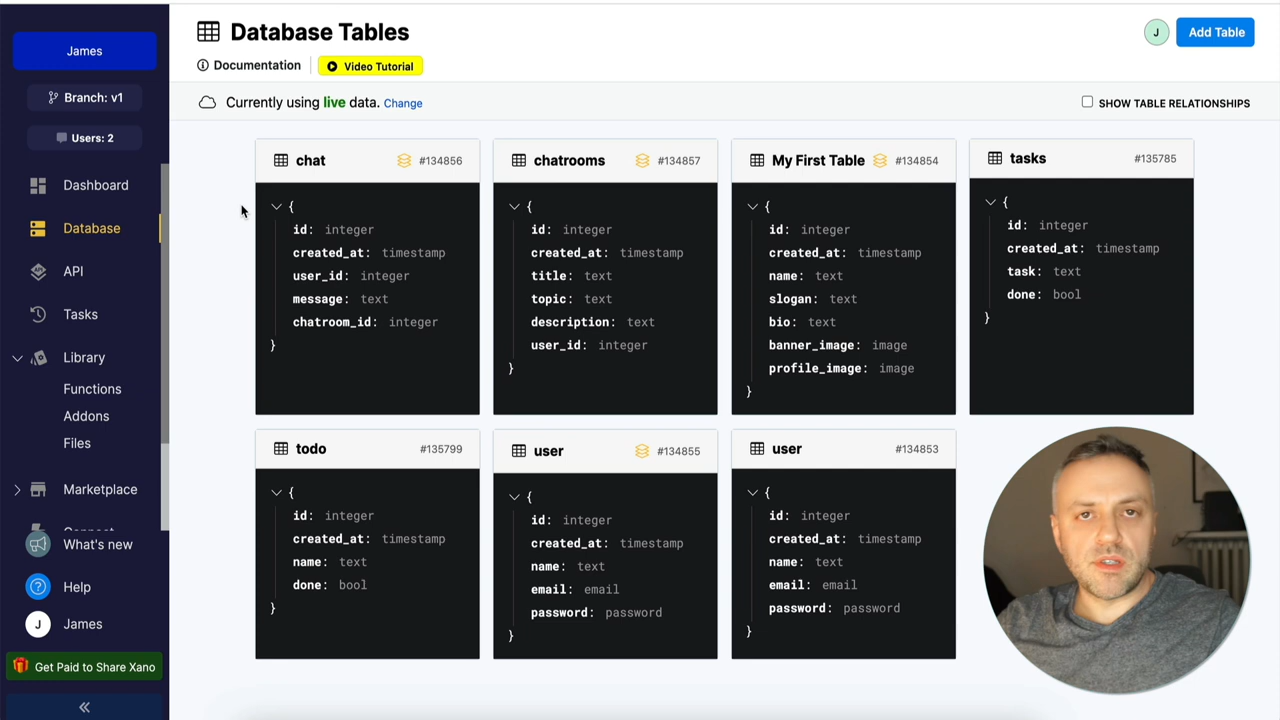 James
Branch: v1
Users: 2
Dashboard
Database
API
Tasks
Library
Functions
Addons
Files
Marketplace
Connect
What's new
Help
J James
Get Paid to Share Xano
Database Tables
J
Add Table
Documentation
Video Tutorial
Currently using live data. Change
SHOW TABLE RELATIONSHIPS
chat #134856
{
id: integer
created_at: timestamp
user_id: integer
message: text
chatroom_id: integer
}
chatrooms #134857
{
id: integer
created_at: timestamp
title: text
topic: text
description: text
user_id: integer
}
My First Table #134854
{
id: integer
created_at: timestamp
name: text
slogan: text
bio: text
banner_image: image
profile_image: image
}
tasks #135785
{
id: integer
created_at: timestamp
task: text
done: bool
}
todo #135799
{
id: integer
created_at: timestamp
name: text
done: bool
}
user #134855
{
id: integer
created_at: timestamp
name: text
email: email
password: password
}
user #134853
{
id: integer
created_at: timestamp
name: text
email: email
password: password
}